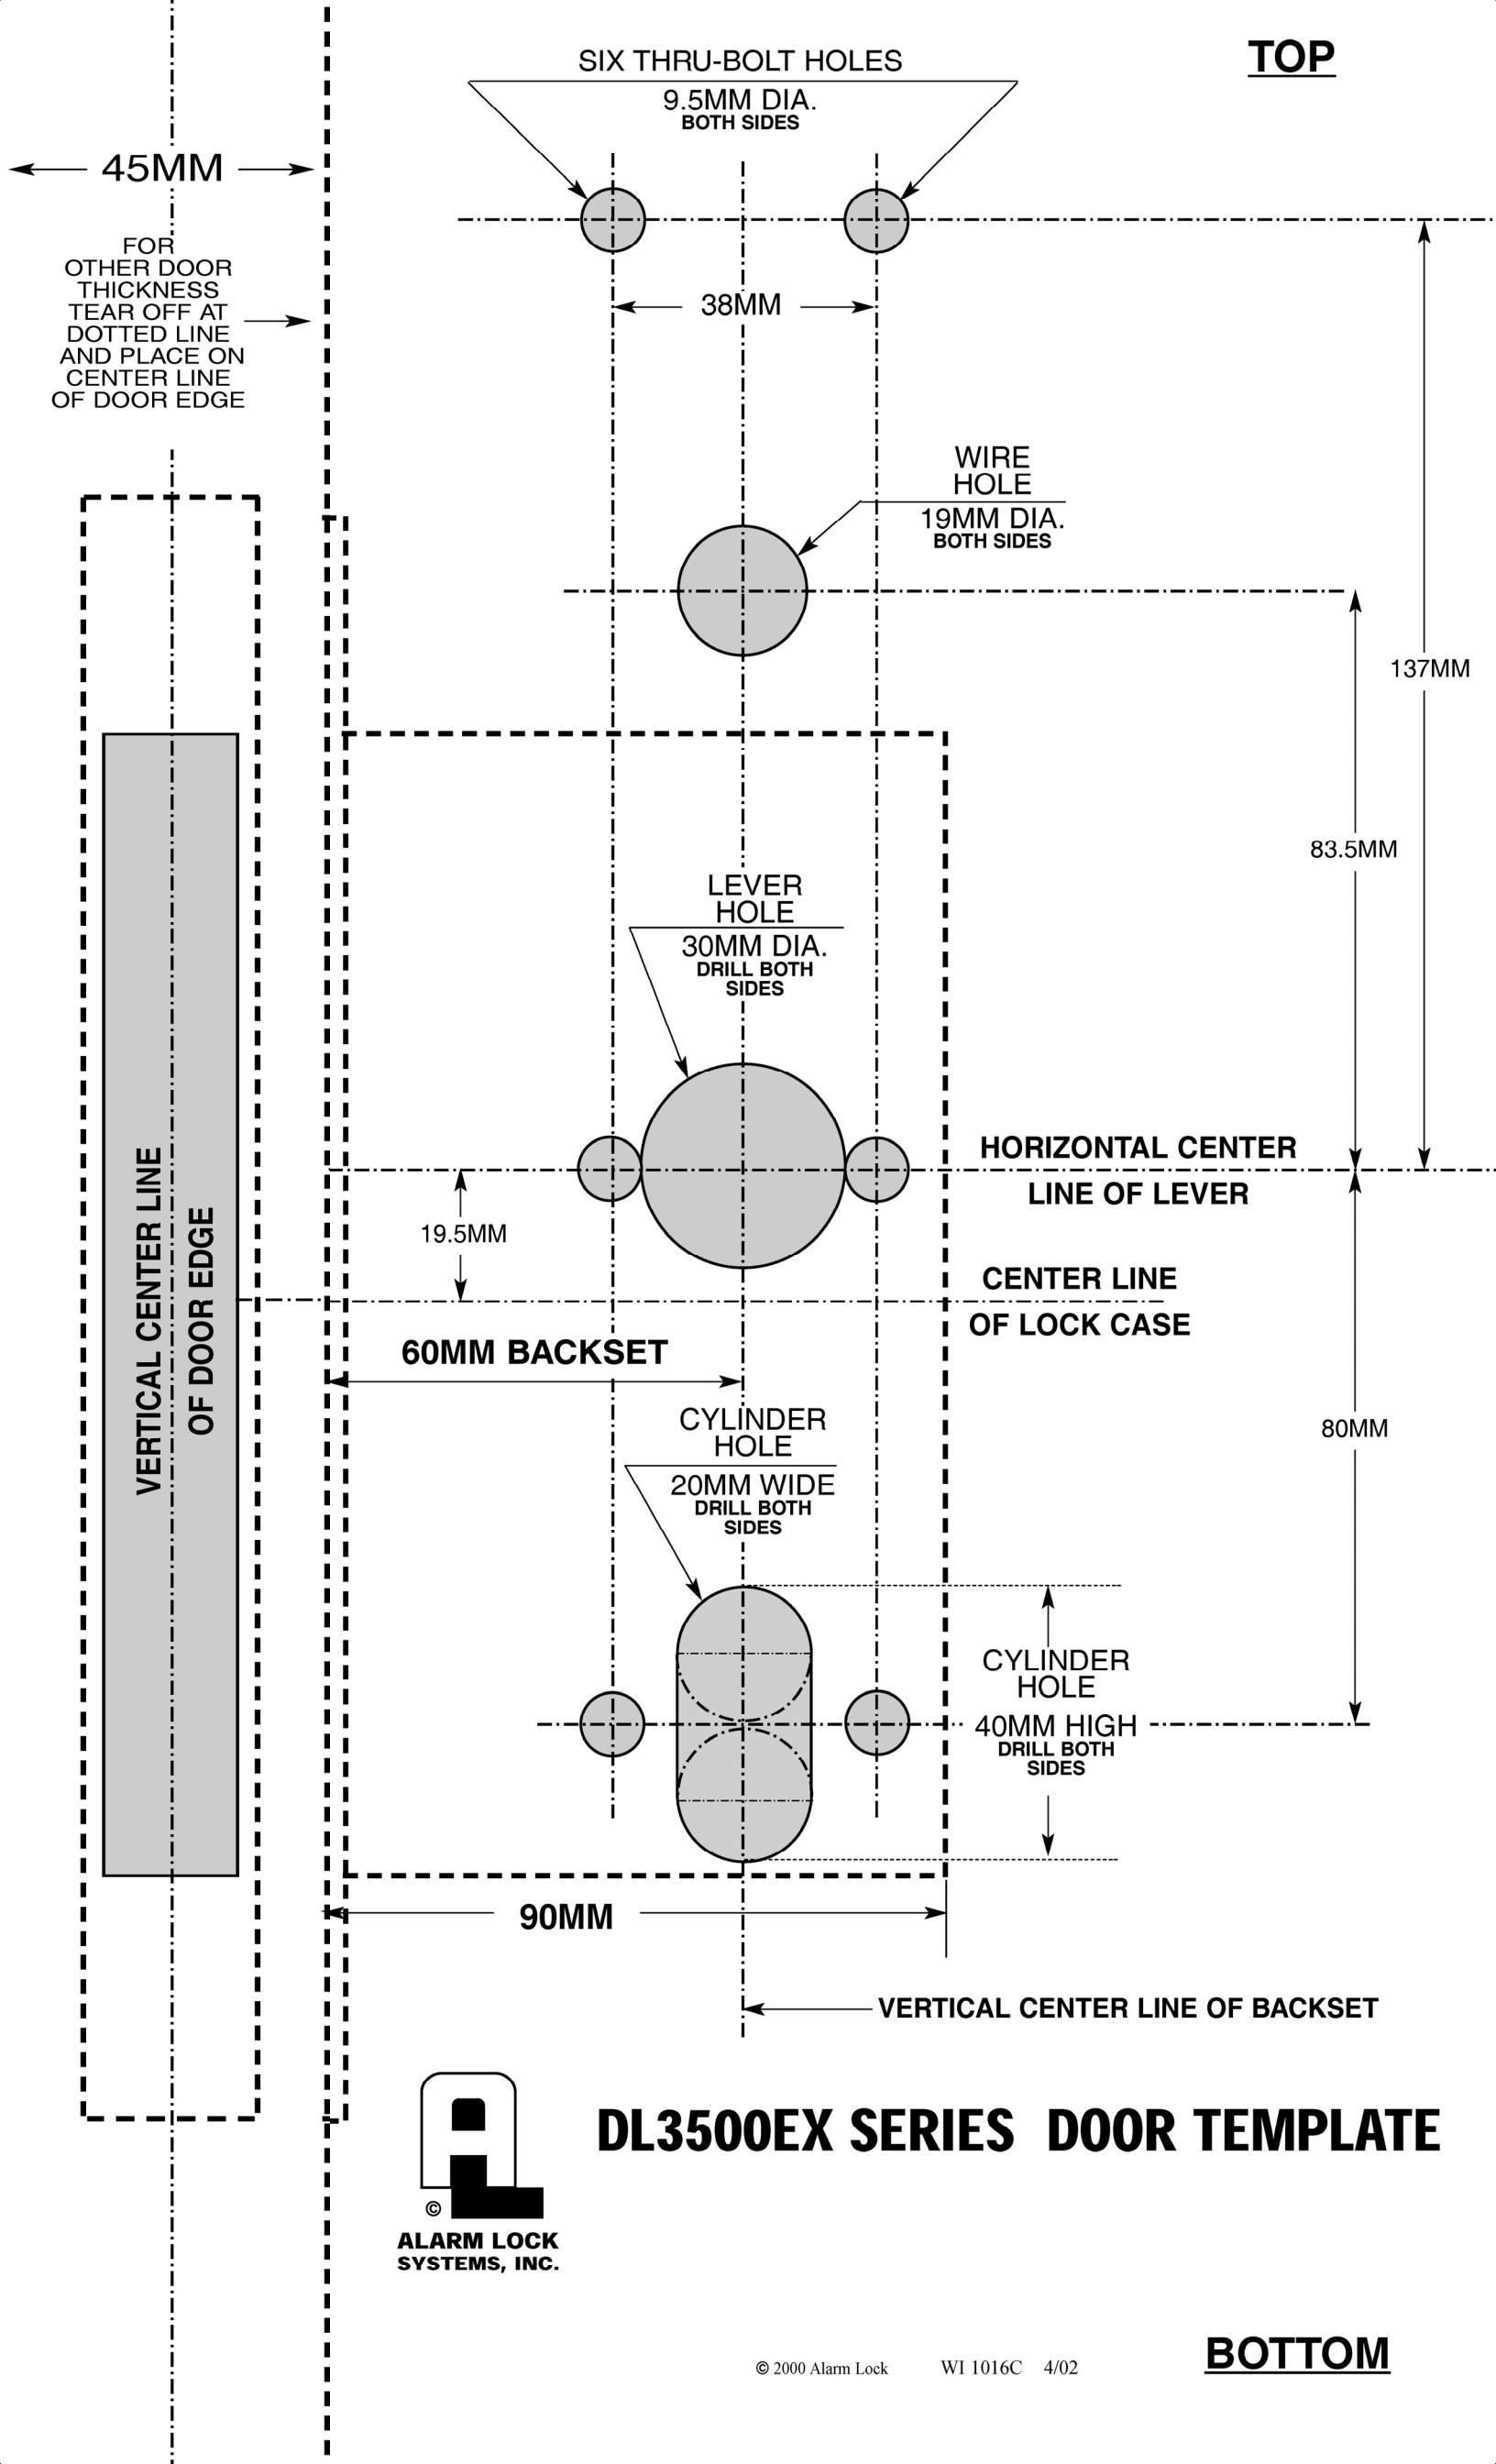 TOP
SIX THRU-BOLT HOLES
9.5MM DIA.
BOTH SIDES
45MM
FOR
OTHER DOOR
THICKNESS
TEAR OFF AT
DOTTED LINE
AND PLACE ON
CENTER LINE
OF DOOR EDGE
38MM
WIRE
HOLE
19MM DIA.
BOTH SIDES
137MM
83.5MM
LEVER
HOLE
30MM DIA.
DRILL BOTH
SIDES
HORIZONTAL CENTER
LINE OF LEVER
19.5MM
CENTER LINE
OF LOCK CASE
VERTICAL CENTER LINE
OF DOOR EDGE
60MM BACKSET
CYLINDER
HOLE
20MM WIDE
DRILL BOTH
SIDES
80MM
CYLINDER
HOLE
40MM HIGH
DRILL BOTH
SIDES
90MM
VERTICAL CENTER LINE OF BACKSET
DL3500EX SERIES DOOR TEMPLATE
AL
©
ALARM LOCK
SYSTEMS, INC.
© 2000 Alarm Lock WI 1016C 4/02
BOTTOM